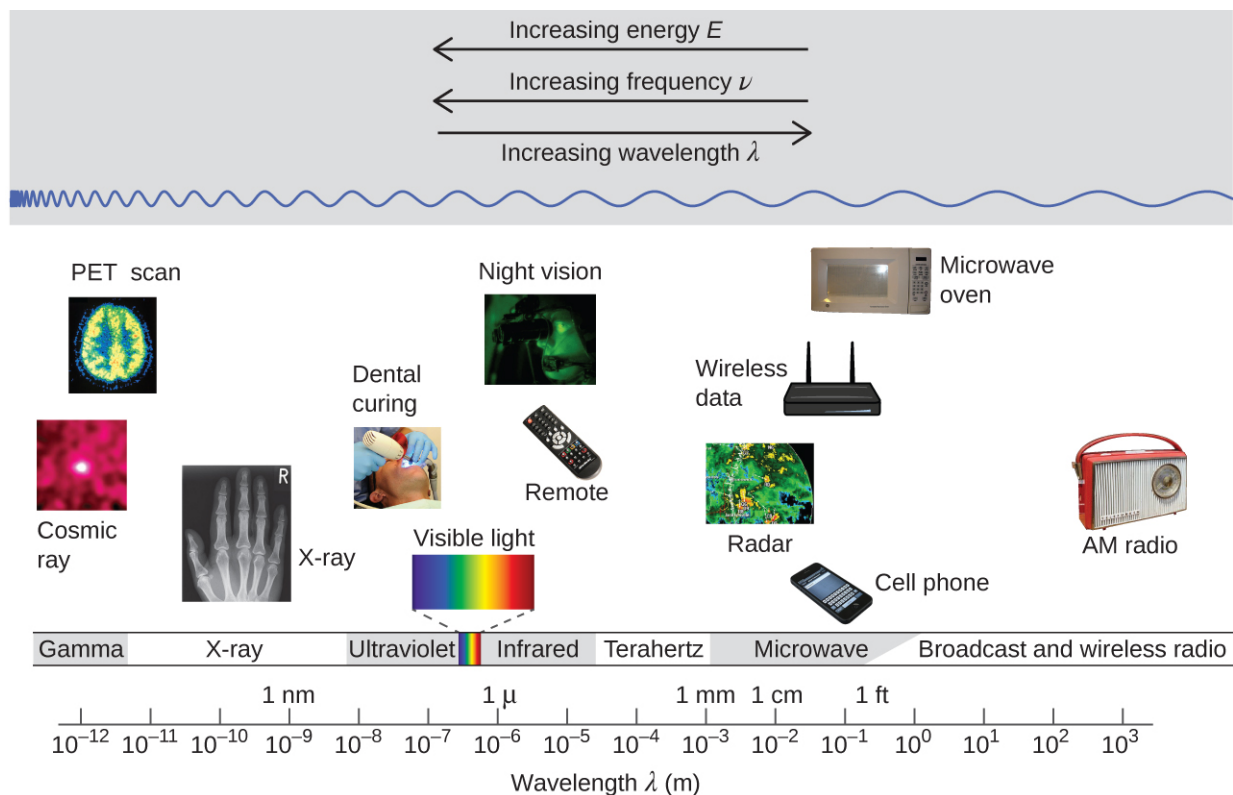 Increasing energy E
Increasing frequency ν
Increasing wavelength λ
PET scan
Night vision
Microwave
oven
Dental
curing
Wireless
data
Cosmic
ray
R
X-ray
Remote
Visible light
Radar
Cell phone
AM radio
Gamma X-ray Ultraviolet Infrared Terahertz Microwave Broadcast and wireless radio
1 nm 1 μ 1 mm 1 cm 1 ft
10⁻¹² 10⁻¹¹ 10⁻¹⁰ 10⁻⁹ 10⁻⁸ 10⁻⁷ 10⁻⁶ 10⁻⁵ 10⁻⁴ 10⁻³ 10⁻² 10⁻¹ 10⁰ 10¹ 10² 10³
Wavelength λ (m)